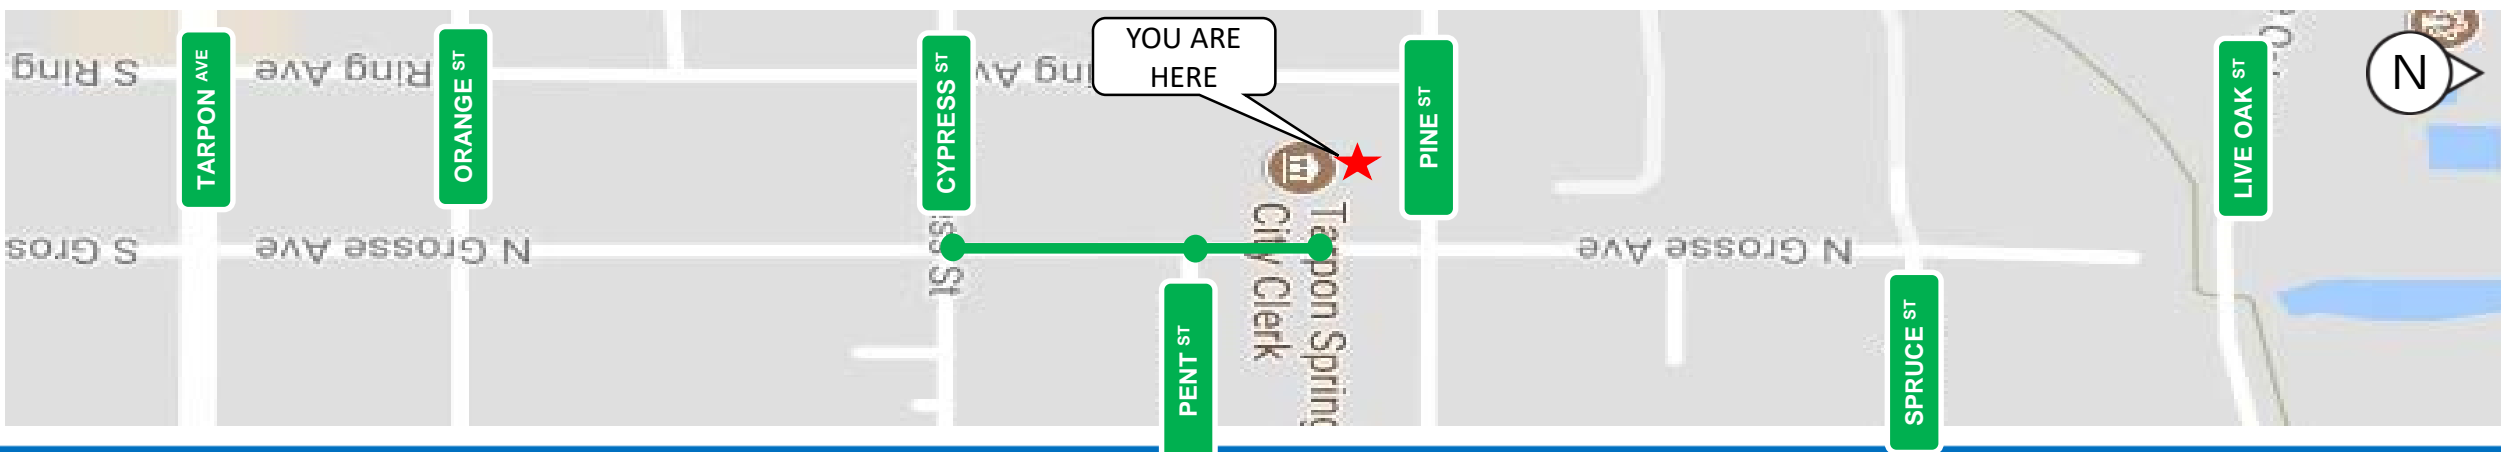 S Ring
TARPON AVE
Ring Ave
ORANGE ST
CYPRESS ST
YOU ARE
HERE
PINE ST
LIVE OAK ST
N
S Gros
N Grosse Ave
St
PENT ST
Tarpon Spring
City Clerk
N Grosse Ave
SPRUCE ST